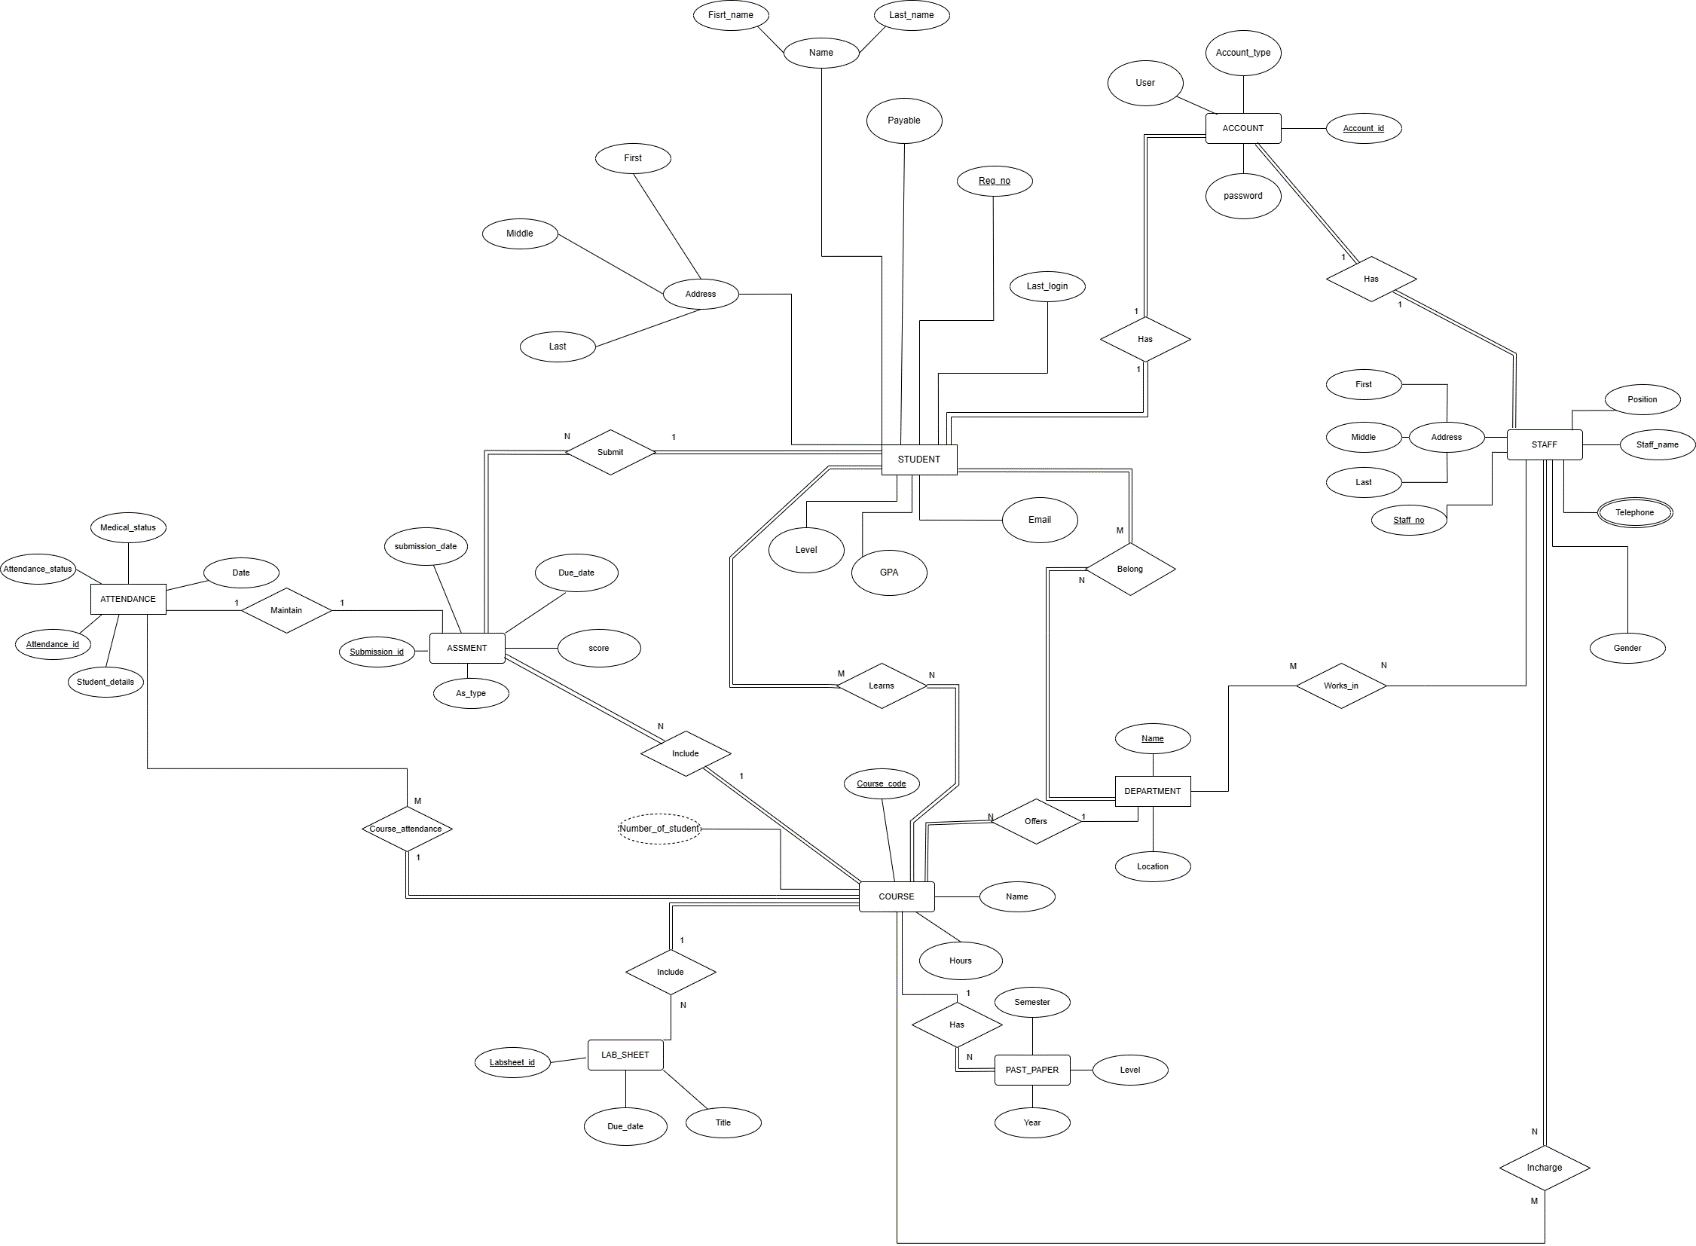 Fisrt_name
Last_name
Name
Account_type
User
Payable
ACCOUNT
Account_id
First
Reg_no
password
Middle
1
Has
Last_login
Address
1
1
Has
Last
1
First
Position
N
1
Middle
Address
STAFF
Staff_name
Submit
STUDENT
Last
Staff_no
Telephone
Medical_status
Email
M
submission_date
Level
Attendance_status
Date
Due_date
GPA
Belong
N
ATTENDANCE
1
Maintain
1
Attendance_id
Submission_id
ASSMENT
score
Gender
Student_details
M
N
M
N
As_type
Learns
Works_in
N
Include
Name
1
Course_code
DEPARTMENT
M
Number_of_student
N
Offers
1
Course_attendance
1
Location
COURSE
Name
1
Hours
Include
1
Semester
N
Has
N
LAB_SHEET
Labsheet_id
PAST_PAPER
Level
Due_date
Title
Year
N
Incharge
M